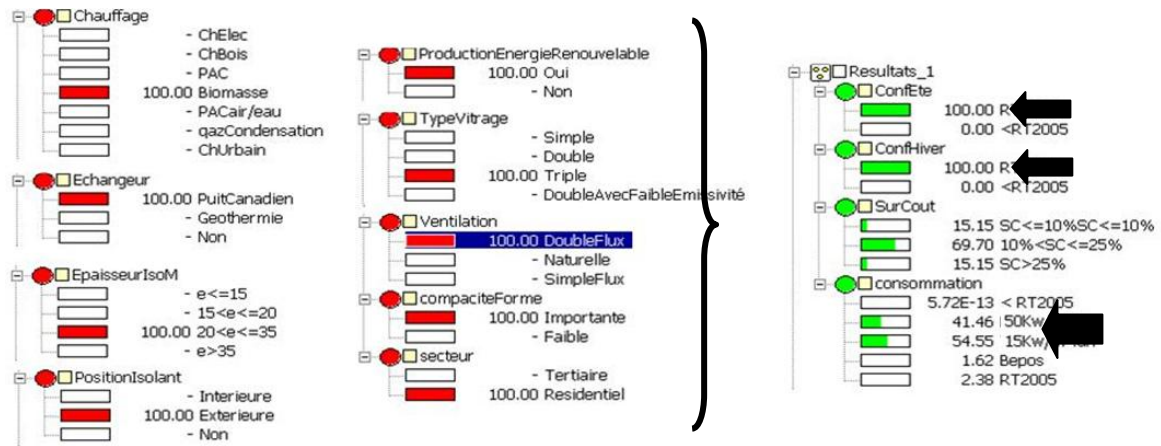 Chauffage
- ChElec
- ChBois
- PAC
100.00 Biomasse
- PACair/eau
- qazCondensation
- ChUrbain
Echangeur
100.00 PuitCanadien
- Geothermie
- Non
EpaisseurIsoM
- e<=15
- 15<e<=20
100.00 20<e<=35
- e>35
PositionIsolant
- Interieure
100.00 Exterieure
- Non
ProductionEnergieRenouvelable
100.00 Oui
- Non
TypeVitrage
- Simple
- Double
100.00 Triple
- DoubleAvecFaibleEmissivité
Ventilation
100.00 DoubleFlux
- Naturelle
- SimpleFlux
compaciteForme
100.00 Importante
- Faible
secteur
- Tertiaire
100.00 Residentiel
Resultats_1
ConfEte
100.00
0.00 <RT2005
ConfHiver
100.00
0.00 <RT2005
SurCout
15.15 SC<=10%SC<=10%
69.70 10%<SC<=25%
15.15 SC>25%
consommation
5.72E-13 < RT2005
41.46
54.55
1.62 Bepos
2.38 RT2005